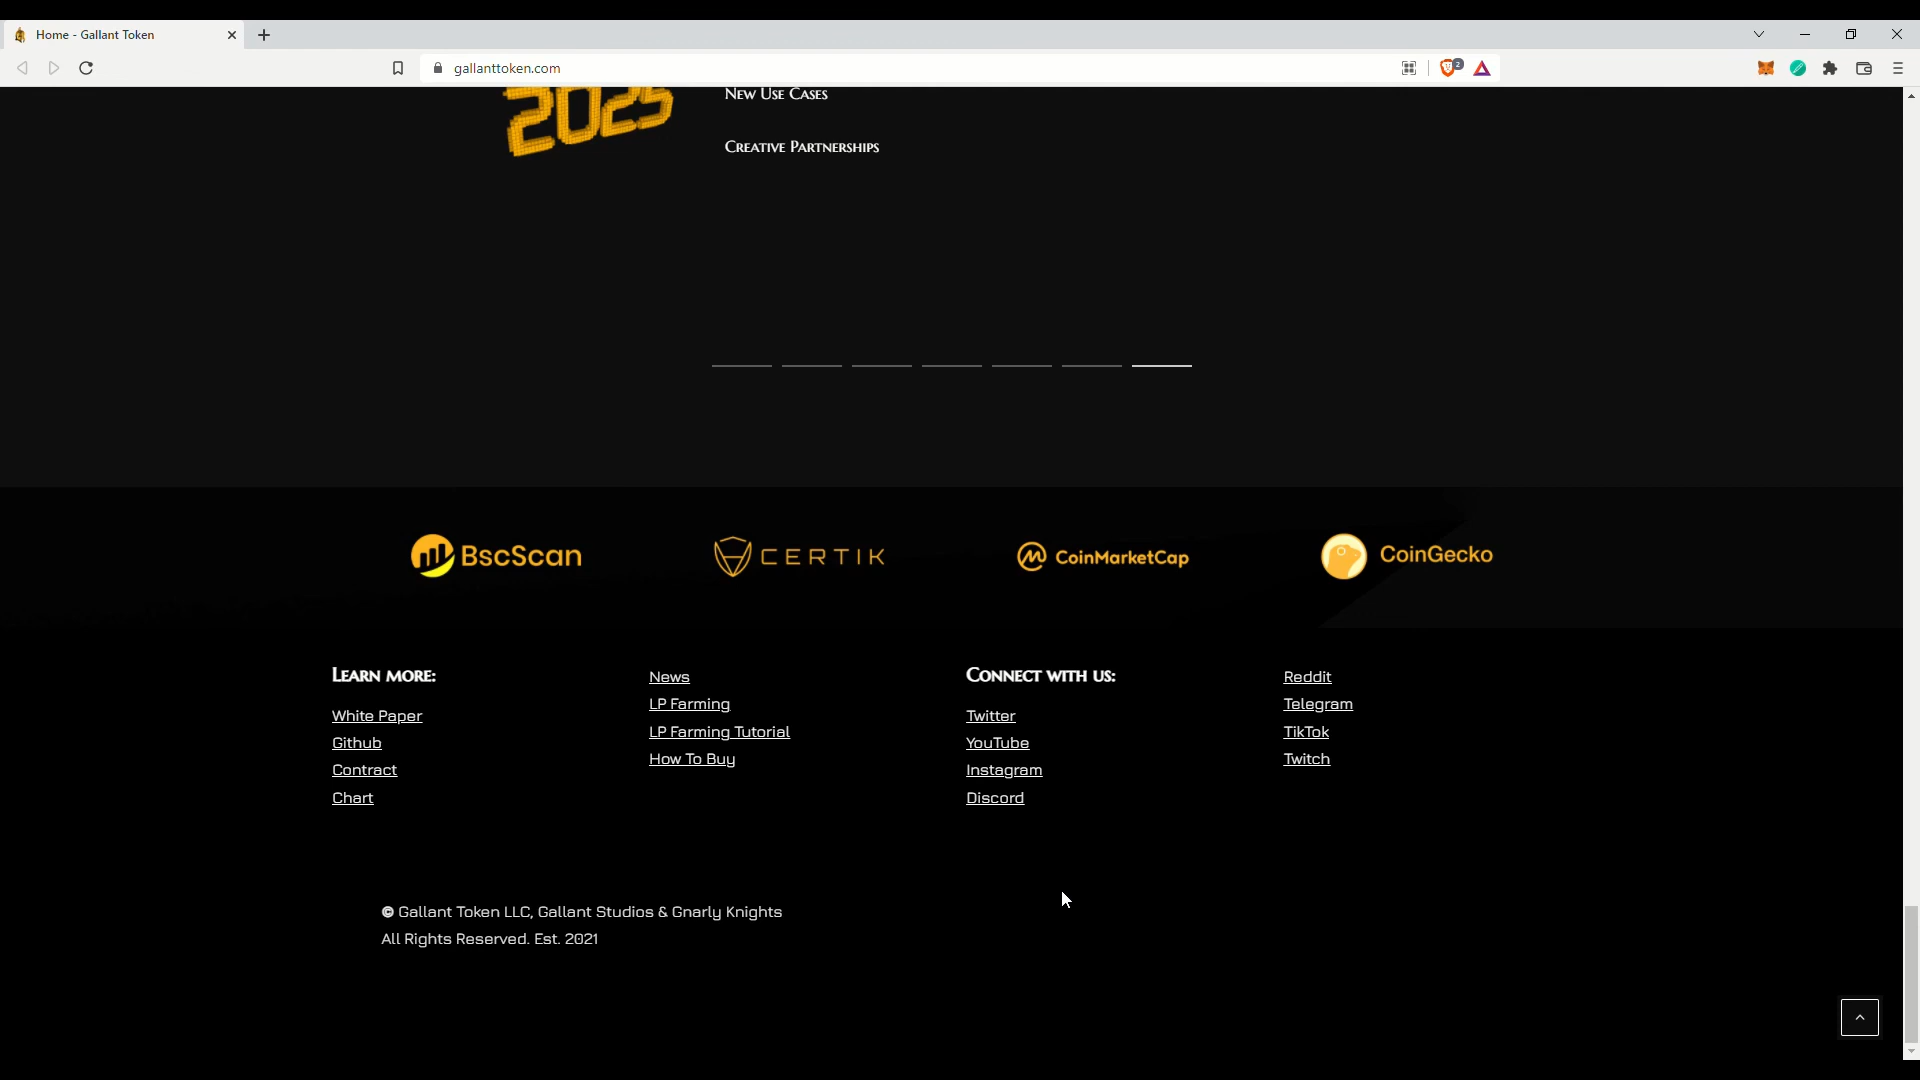 Home - Gallant Token
gallanttoken.com
2
2025
New Use Cases
Creative Partnerships
BscScan
CERTIK
CoinMarketCap
CoinGecko
Learn more:
White Paper
Github
Contract
Chart
News
LP Farming
LP Farming Tutorial
How To Buy
Connect with us:
Twitter
YouTube
Instagram
Discord
Reddit
Telegram
TikTok
Twitch
© Gallant Token LLC, Gallant Studios & Gnarly Knights
All Rights Reserved. Est. 2021